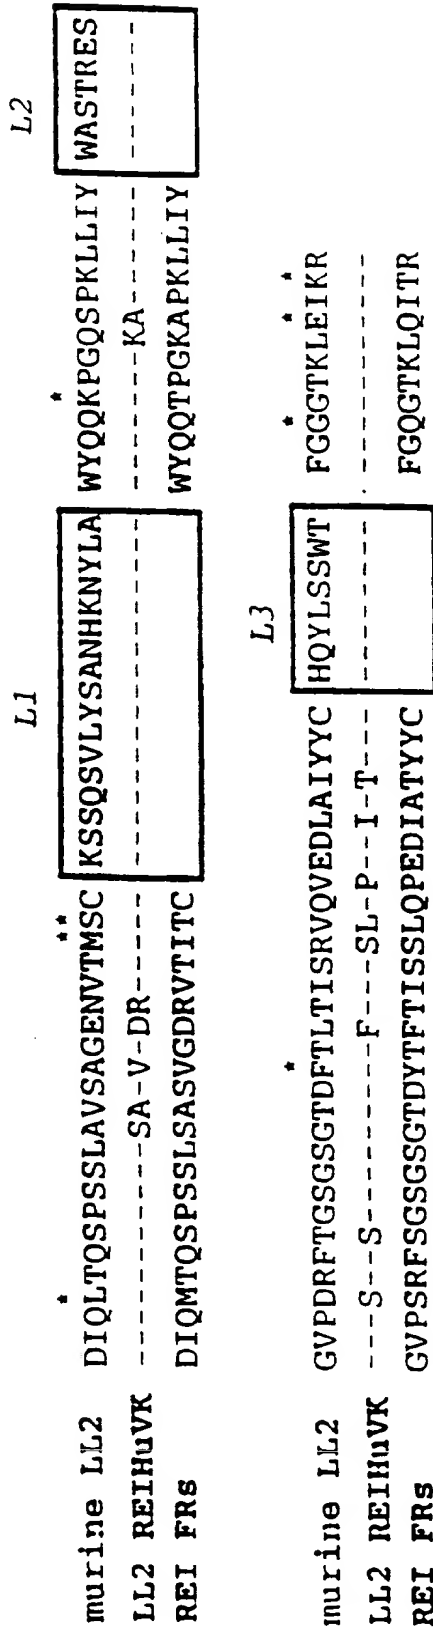 L1 L2
* ** *
murine LL2 DIQLTQSPSSLAVSAGENVTMSC KSSQSVLYSANHKNYLA WYQQKPGQSPKLLIY WASTRES
LL2 REIHuVK -----------SA-V-DR----- ----------------- -------KA------ -------
REI FRs DIQMTQSPSSLSASVGDRVTITC WYQQTPGKAPKLLIY
L3
* * * *
murine LL2 GVPDRFTGSGSGTDFTLTISRVQVEDLAIYYC HQYLSSWT FGGGTKLEIKR
LL2 REIHuVK ---S--S---------F---SL-P--I-T--- -------- -----------
REI FRs GVPSRFSGSGSGTDYTFTISSLQPEDIATYYC FGQGTKLQITR